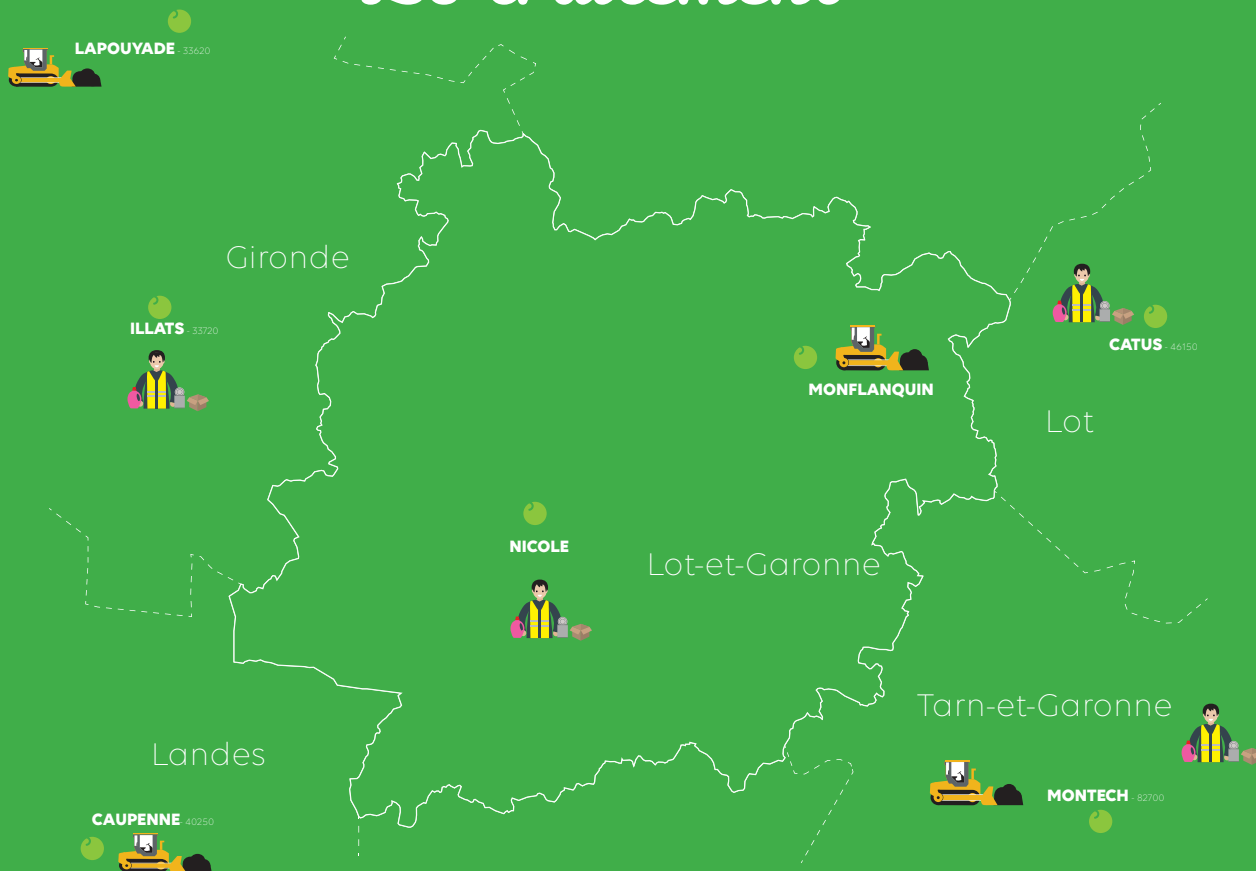 LAPOUYADE - 33620
Gironde
ILLATS - 33720
CATUS - 46150
MONFLANQUIN
Lot
NICOLE
Lot-et-Garonne
Tarn-et-Garonne
Landes
MONTECH - 82700
CAUPENNE 40250